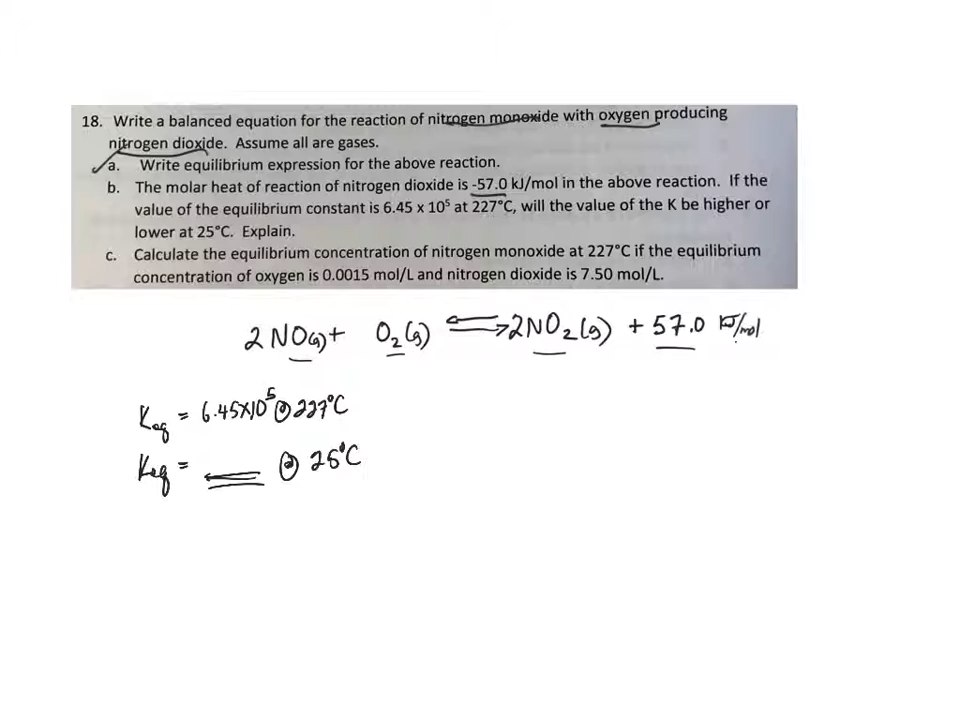 18. Write a balanced equation for the reaction of nitrogen monoxide with oxygen producing
nitrogen dioxide. Assume all are gases.
a. Write equilibrium expression for the above reaction.
b. The molar heat of reaction of nitrogen dioxide is -57.0 kJ/mol in the above reaction. If the
value of the equilibrium constant is 6.45 x 10⁵ at 227°C, will the value of the K be higher or
lower at 25°C. Explain.
c. Calculate the equilibrium concentration of nitrogen monoxide at 227°C if the equilibrium
concentration of oxygen is 0.0015 mol/L and nitrogen dioxide is 7.50 mol/L.
2 NO(g) + O₂(g) ⇌ 2NO₂(g) + 57.0 kJ/mol
Keq = 6.45×10⁵ @ 227°C
Keq = ___ @ 25°C